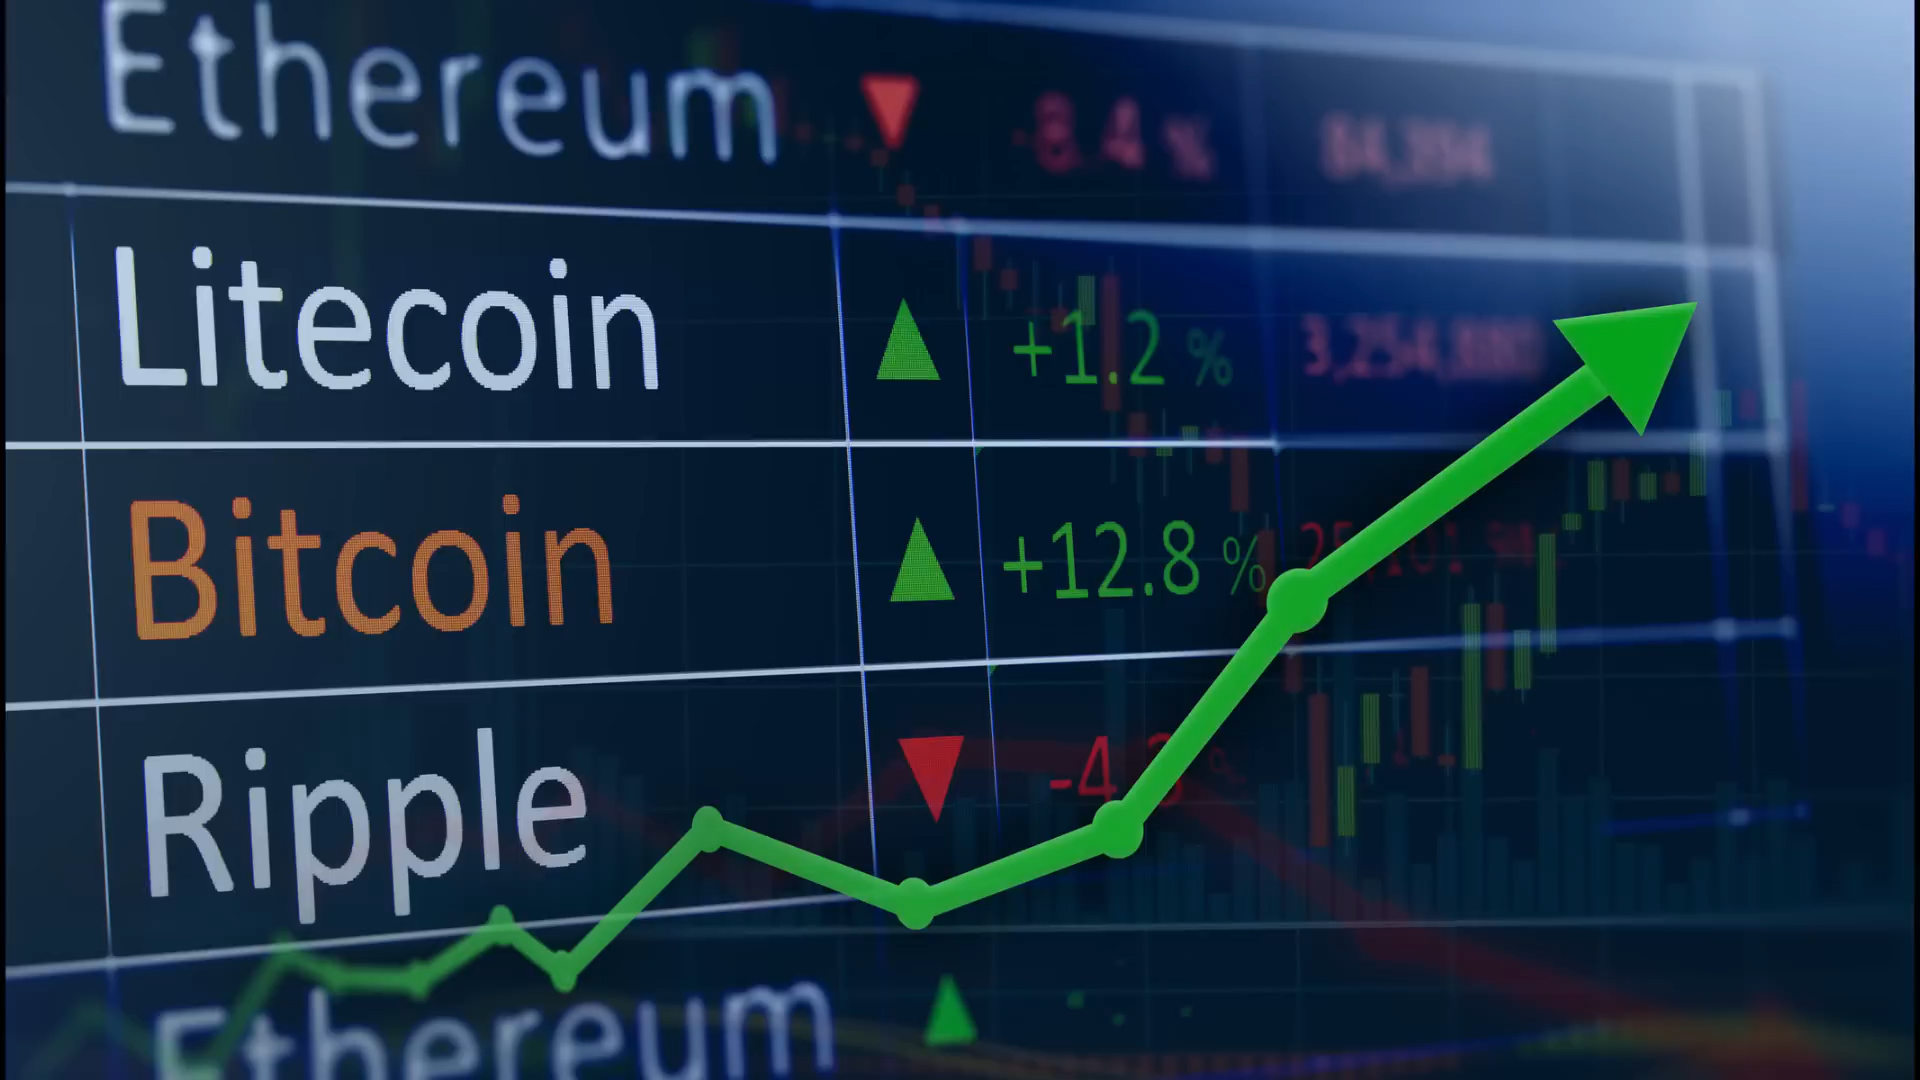 Ethereum ▼ -8.4 %
Litecoin ▲ +1.2 %
Bitcoin ▲ +12.8 %
Ripple ▼
Ethereum ▲